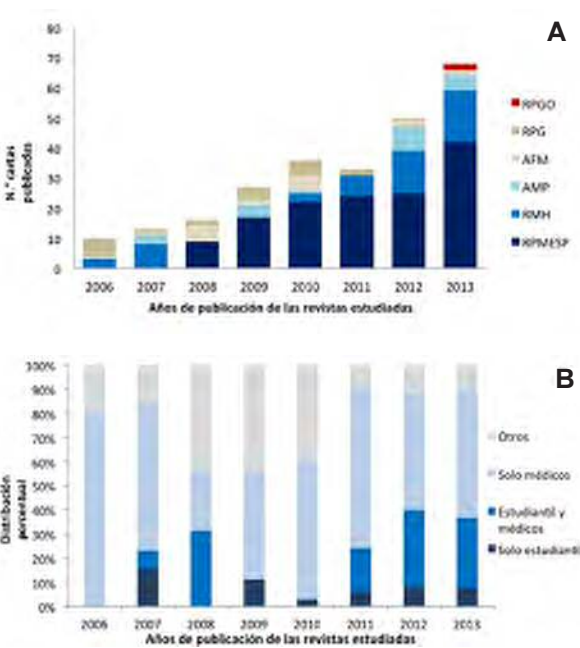 A
N.° cartas
publicadas
90
80
70
60
50
40
30
20
10
0
RPGO
RPG
AFM
AMP
RMH
RPMESP
2006 2007 2008 2009 2010 2011 2012 2013
Años de publicación de las revistas estudiadas
B
Distribución
porcentual
100%
90%
80%
70%
60%
50%
40%
30%
20%
10%
0%
Otros
Solo médicos
Estudiantil y
médicos
Solo estudiantil
2006 2007 2008 2009 2010 2011 2012 2013
Años de publicación de las revistas estudiadas